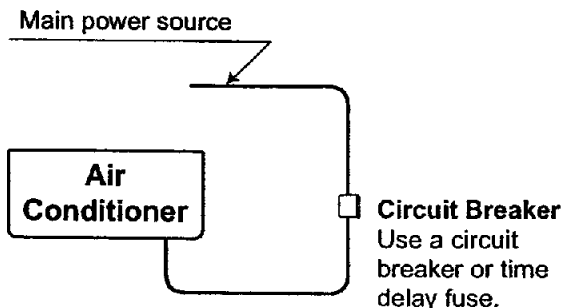 Main power source
Air
Conditioner
Circuit Breaker
Use a circuit
breaker or time
delay fuse.